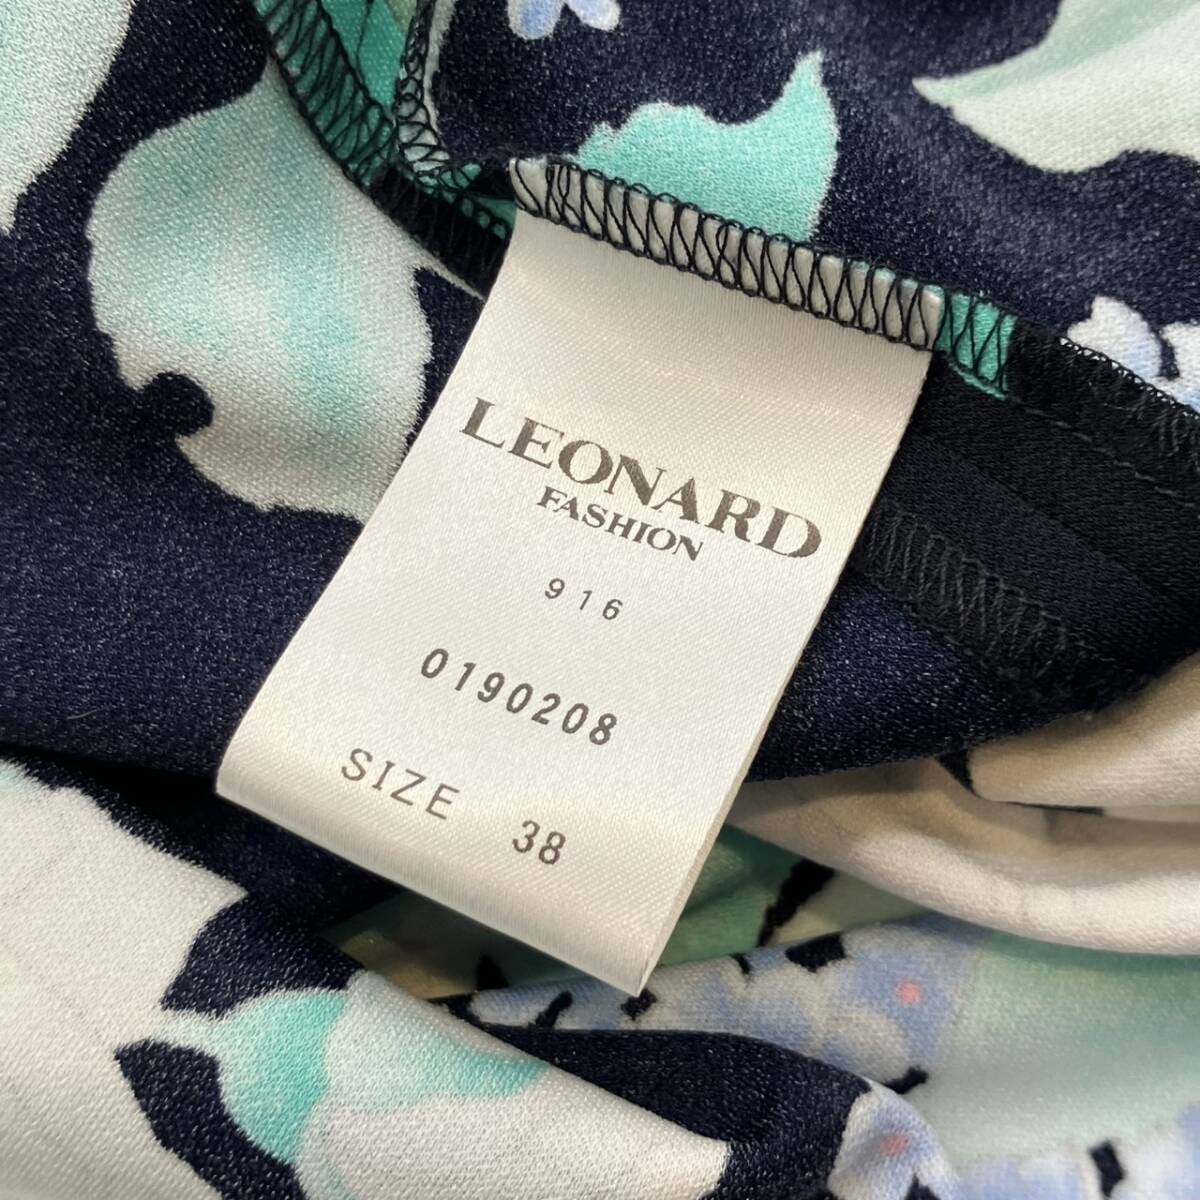 LEONARD
FASHION
916
0190208
SIZE 38